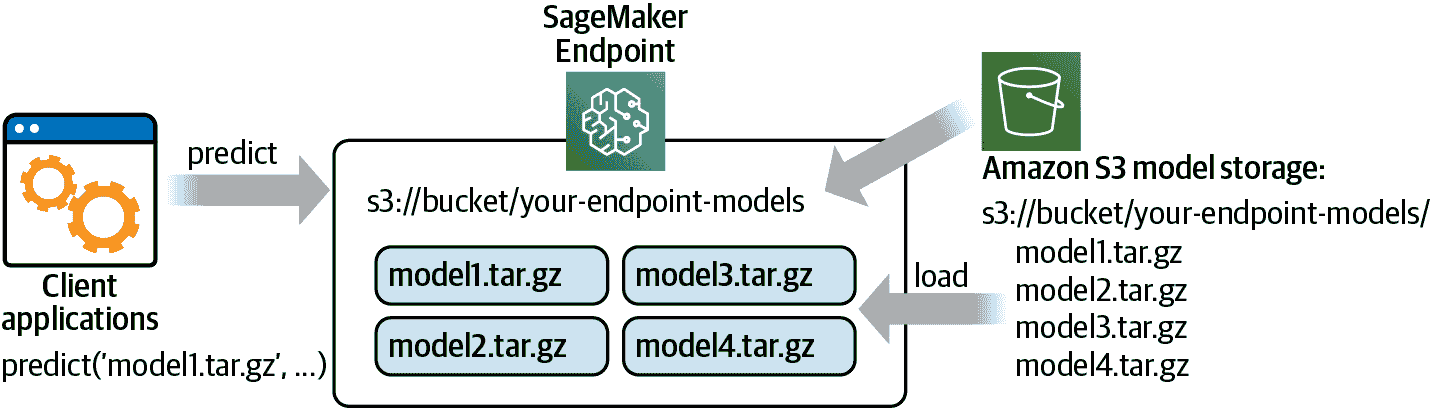 SageMaker
Endpoint
predict
Client
applications
predict('model1.tar.gz', ...)
s3://bucket/your-endpoint-models
model1.tar.gz
model3.tar.gz
model2.tar.gz
model4.tar.gz
load
Amazon S3 model storage:
s3://bucket/your-endpoint-models/
model1.tar.gz
model2.tar.gz
model3.tar.gz
model4.tar.gz